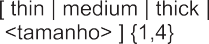 [ thin | medium | thick |
<tamanho> ] {1,4}